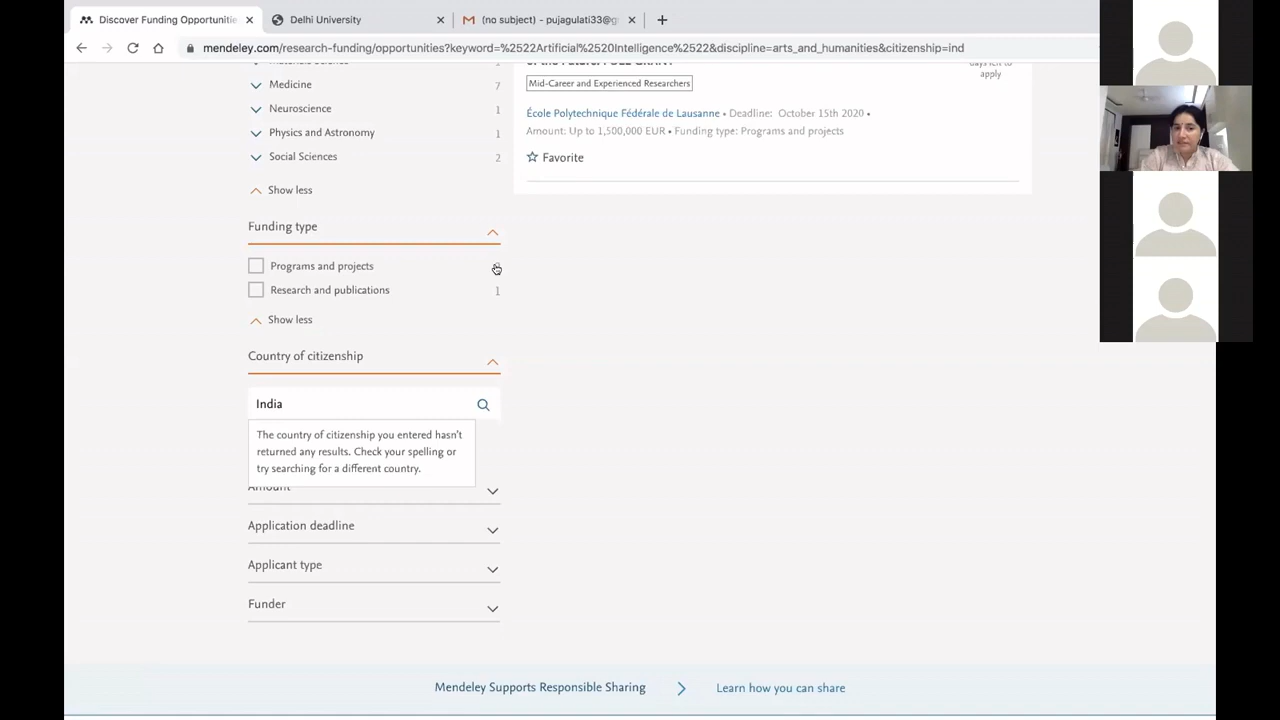 Discover Funding Opportunitie
Delhi University
(no subject) - pujagulati33@g
mendeley.com/research-funding/opportunities?keyword=%2522Artificial%2520Intelligence%2522&discipline=arts_and_humanities&citizenship=ind
Medicine 7
Neuroscience 1
Physics and Astronomy 1
Social Sciences 2
Show less
Funding type
Programs and projects
Research and publications 1
Show less
Country of citizenship
India
The country of citizenship you entered hasn't
returned any results. Check your spelling or
try searching for a different country.
Amount
Application deadline
Applicant type
Funder
days left to
apply
Mid-Career and Experienced Researchers
École Polytechnique Fédérale de Lausanne • Deadline: October 15th 2020 •
Amount: Up to 1,500,000 EUR • Funding type: Programs and projects
Favorite
Mendeley Supports Responsible Sharing
Learn how you can share